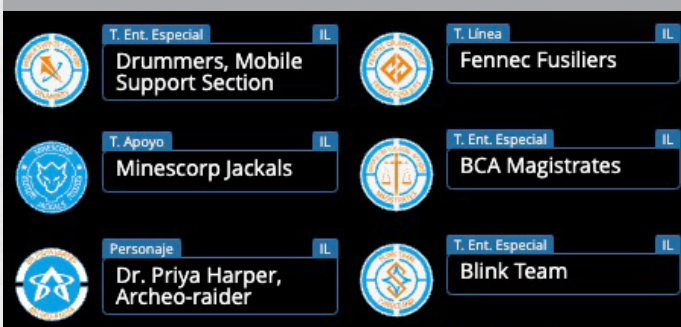 T. Ent. Especial IL
Drummers, Mobile
Support Section
T. Línea IL
Fennec Fusiliers
T. Apoyo IL
Minescorp Jackals
T. Ent. Especial IL
BCA Magistrates
Personaje IL
Dr. Priya Harper,
Archeo-raider
T. Ent. Especial IL
Blink Team